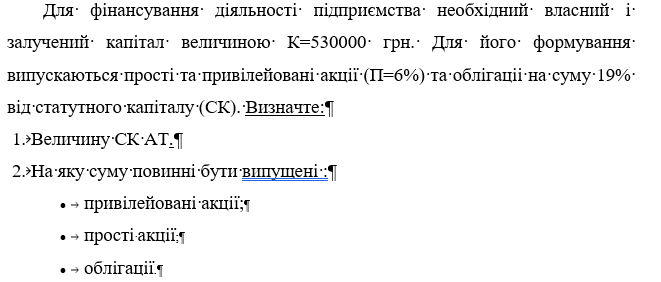 Для фінансування діяльності підприємства необхідний власний і
залучений капітал величиною К=530000 грн. Для його формування
випускаються прості та привілейовані акції (П=6%) та облігаціі на суму 19%
від статутного капіталу (СК). Визначте:¶
1. Величину СК АТ.¶
2. На яку суму повинні бути випущені :¶
• привілейовані акції;¶
• прості акції;¶
• облігації.¶